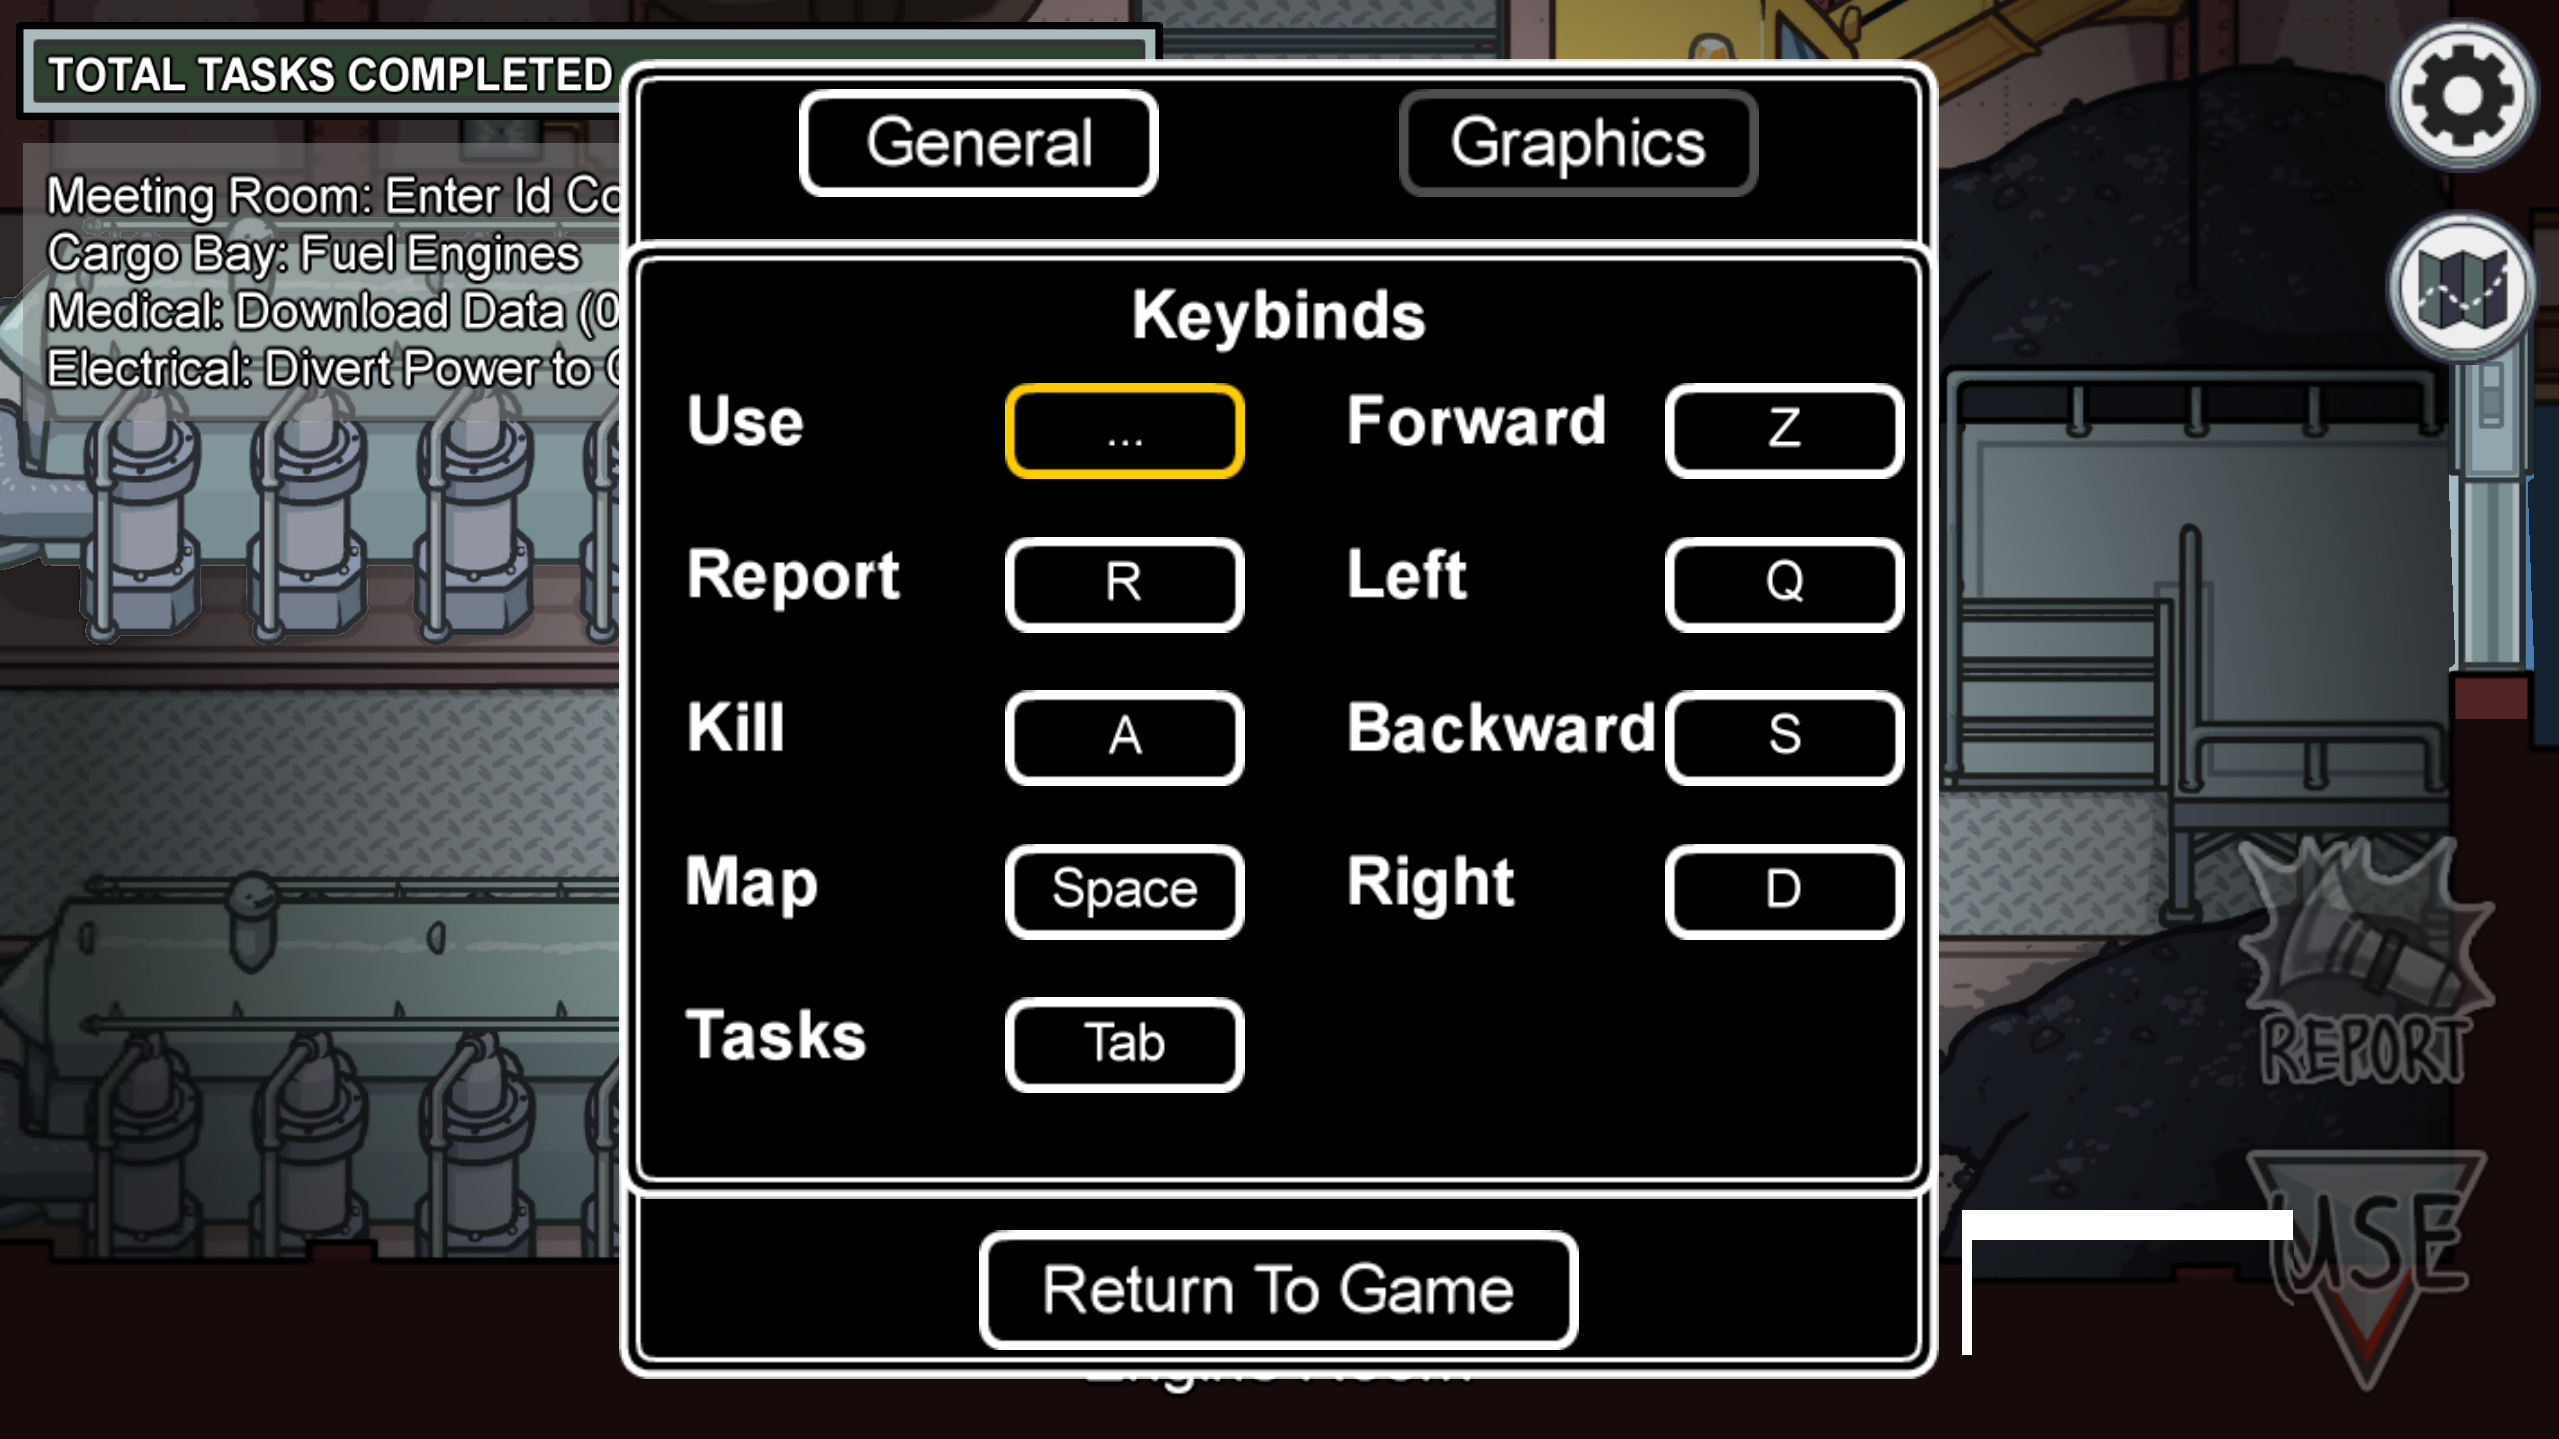 TOTAL TASKS COMPLETED
Meeting Room: Enter Id Co
Cargo Bay: Fuel Engines
Medical: Download Data (0
Electrical: Divert Power to
General
Graphics
Keybinds
Use ... Forward Z
Report R Left Q
Kill A Backward S
Map Space Right D
Tasks Tab
Return To Game
REPORT
USE